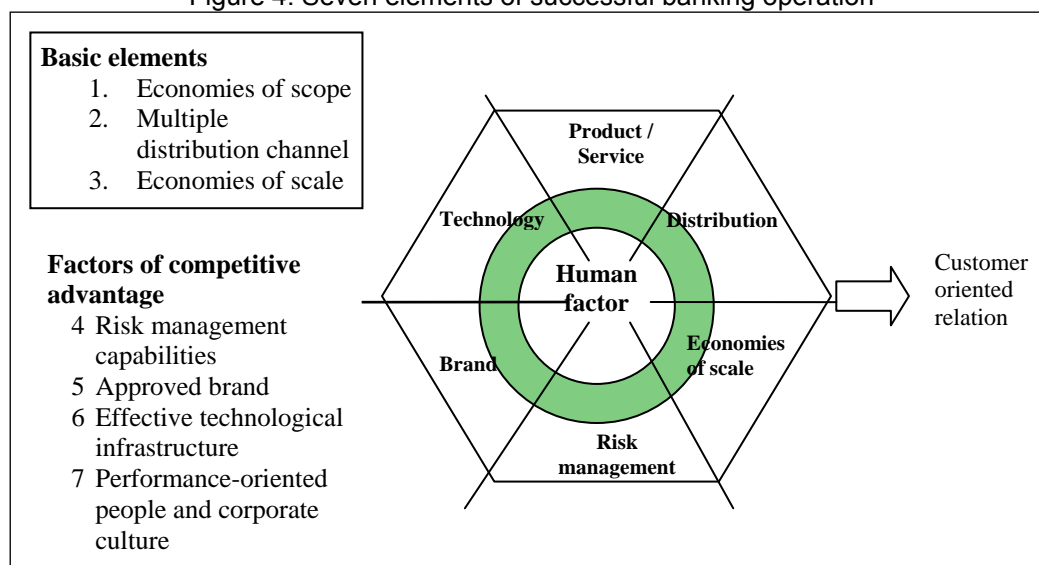 Figure 4: Seven elements of successful banking operation
Basic elements
1. Economies of scope
2. Multiple
distribution channel
3. Economies of scale
Factors of competitive
advantage
4 Risk management
capabilities
5 Approved brand
6 Effective technological
infrastructure
7 Performance-oriented
people and corporate
culture
Product /
Service
Technology
Distribution
Human
factor
Brand
Economies
of scale
Risk
management
Customer
oriented
relation